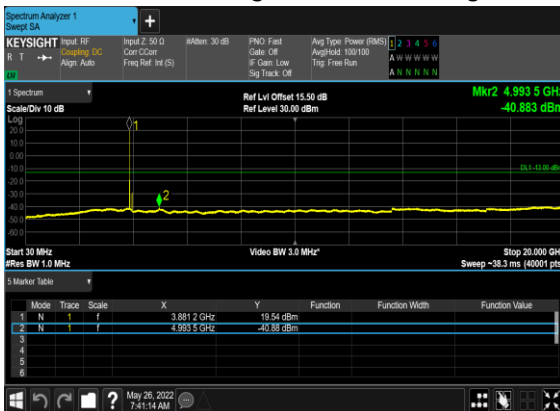 Spectrum Analyzer 1
Swept SA
+
KEYSIGHT
R T
LV
Input: RF
Coupling: DC
Align: Auto
Input Z: 50 Ω
Corr CCorr
Freq Ref: Int (S)
#Atten: 30 dB
PNO: Fast
Gate: Off
IF Gain: Low
Sig Track: Off
Avg Type: Power (RMS)
Avg|Hold: 100/100
Trig: Free Run
1 2 3 4 5 6
A W W W W W
A N N N N N
1 Spectrum
Scale/Div 10 dB
Ref Lvl Offset 15.50 dB
Ref Level 30.00 dBm
Mkr2 4.993 5 GHz
-40.883 dBm
Log
20.0
10.0
0.00
-10.0
-20.0
-30.0
-40.0
-50.0
-60.0
1
2
DL1 -13.00 dBm
Start 30 MHz
#Res BW 1.0 MHz
Video BW 3.0 MHz*
Stop 20.000 GH
Sweep ~38.3 ms (40001 pts
5 Marker Table
Mode Trace Scale X Y Function Function Width Function Value
1 N 1 f 3.881 2 GHz 19.54 dBm
2 N 1 f 4.993 5 GHz -40.88 dBm
3
4
5
6
?
May 26, 2022
7:41:14 AM